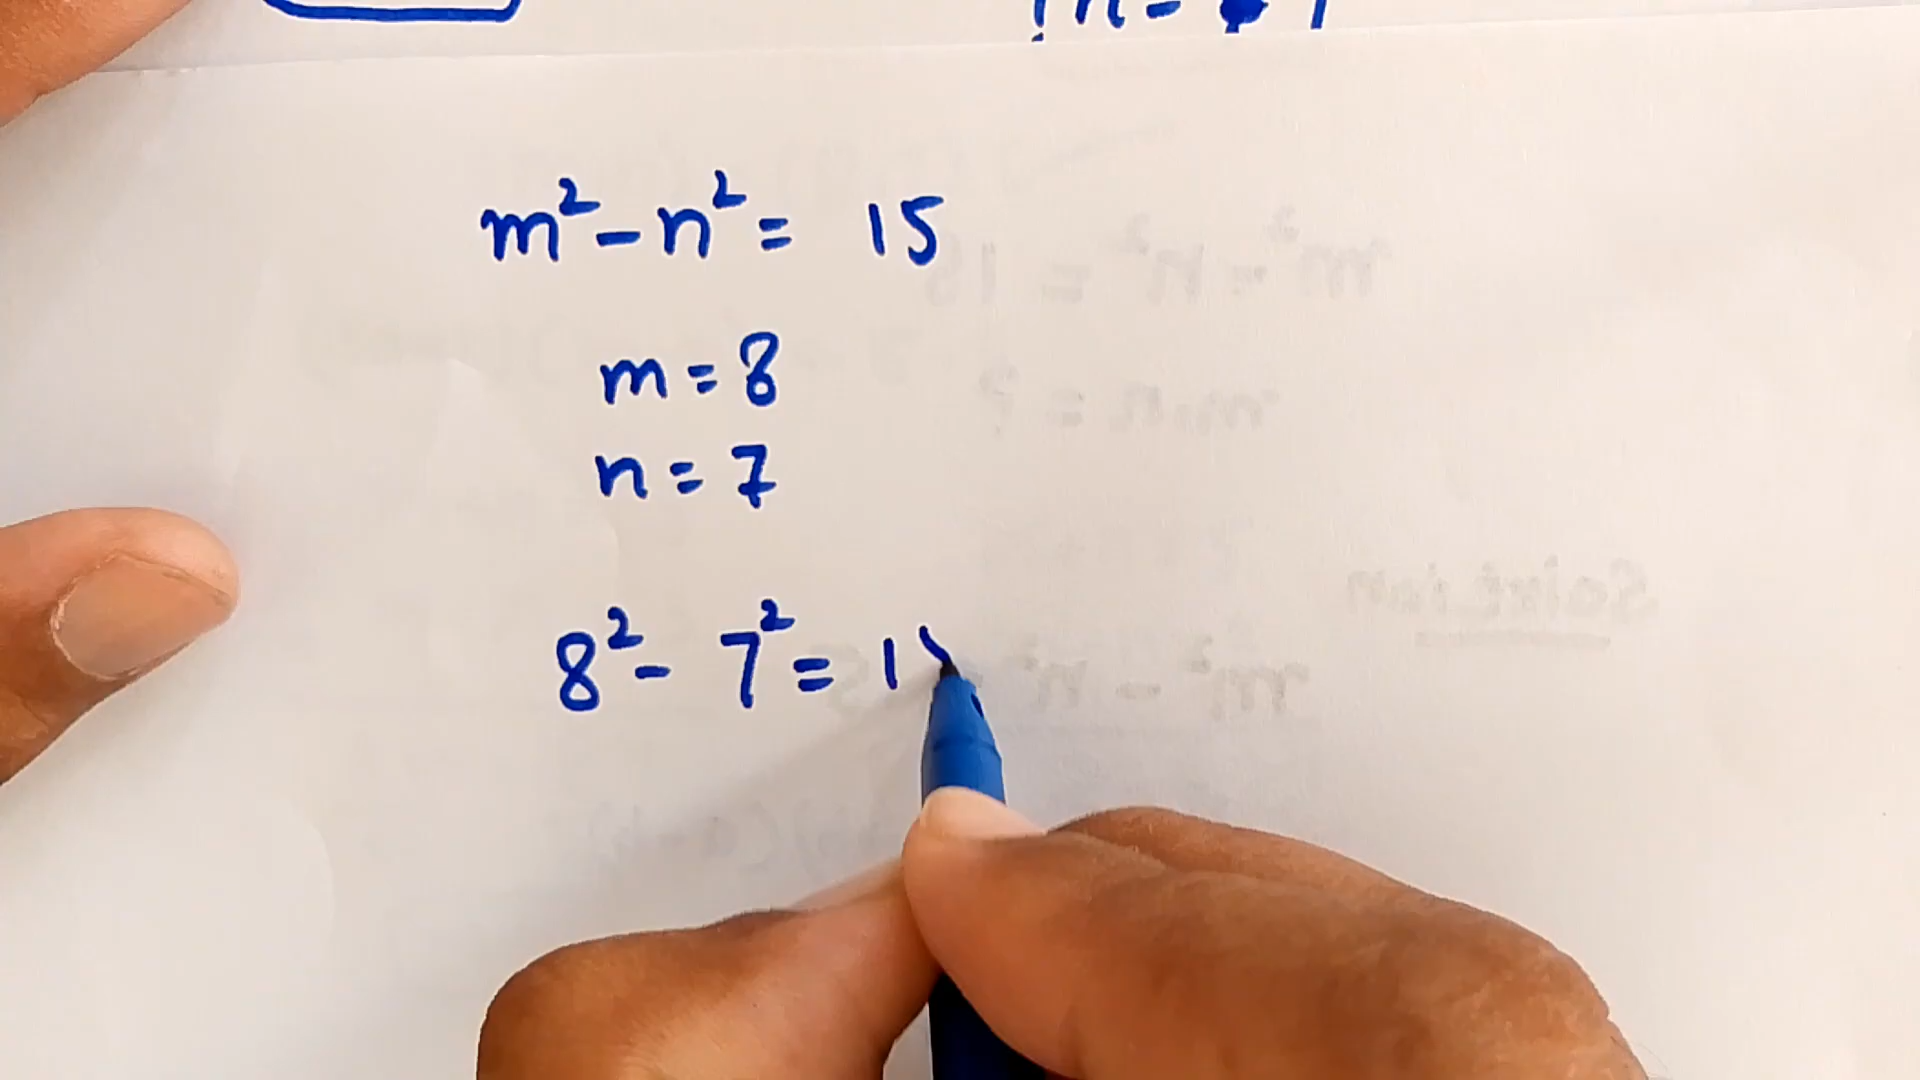 m² - n² = 15
m = 8
n = 7
8² - 7² = 1